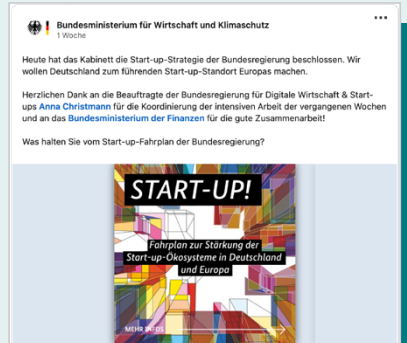 Bundesministerium für Wirtschaft und Klimaschutz
1 Woche
Heute hat das Kabinett die Start-up-Strategie der Bundesregierung beschlossen. Wir
wollen Deutschland zum führenden Start-up-Standort Europas machen.
Herzlichen Dank an die Beauftragte der Bundesregierung für Digitale Wirtschaft & Start-
ups Anna Christmann für die Koordinierung der intensiven Arbeit der vergangenen Wochen
und an das Bundesministerium der Finanzen für die gute Zusammenarbeit!
Was halten Sie vom Start-up-Fahrplan der Bundesregierung?
START-UP!
Fahrplan zur Stärkung der
Start-up-Ökosysteme in Deutschland
und Europa
MEHR INFOS